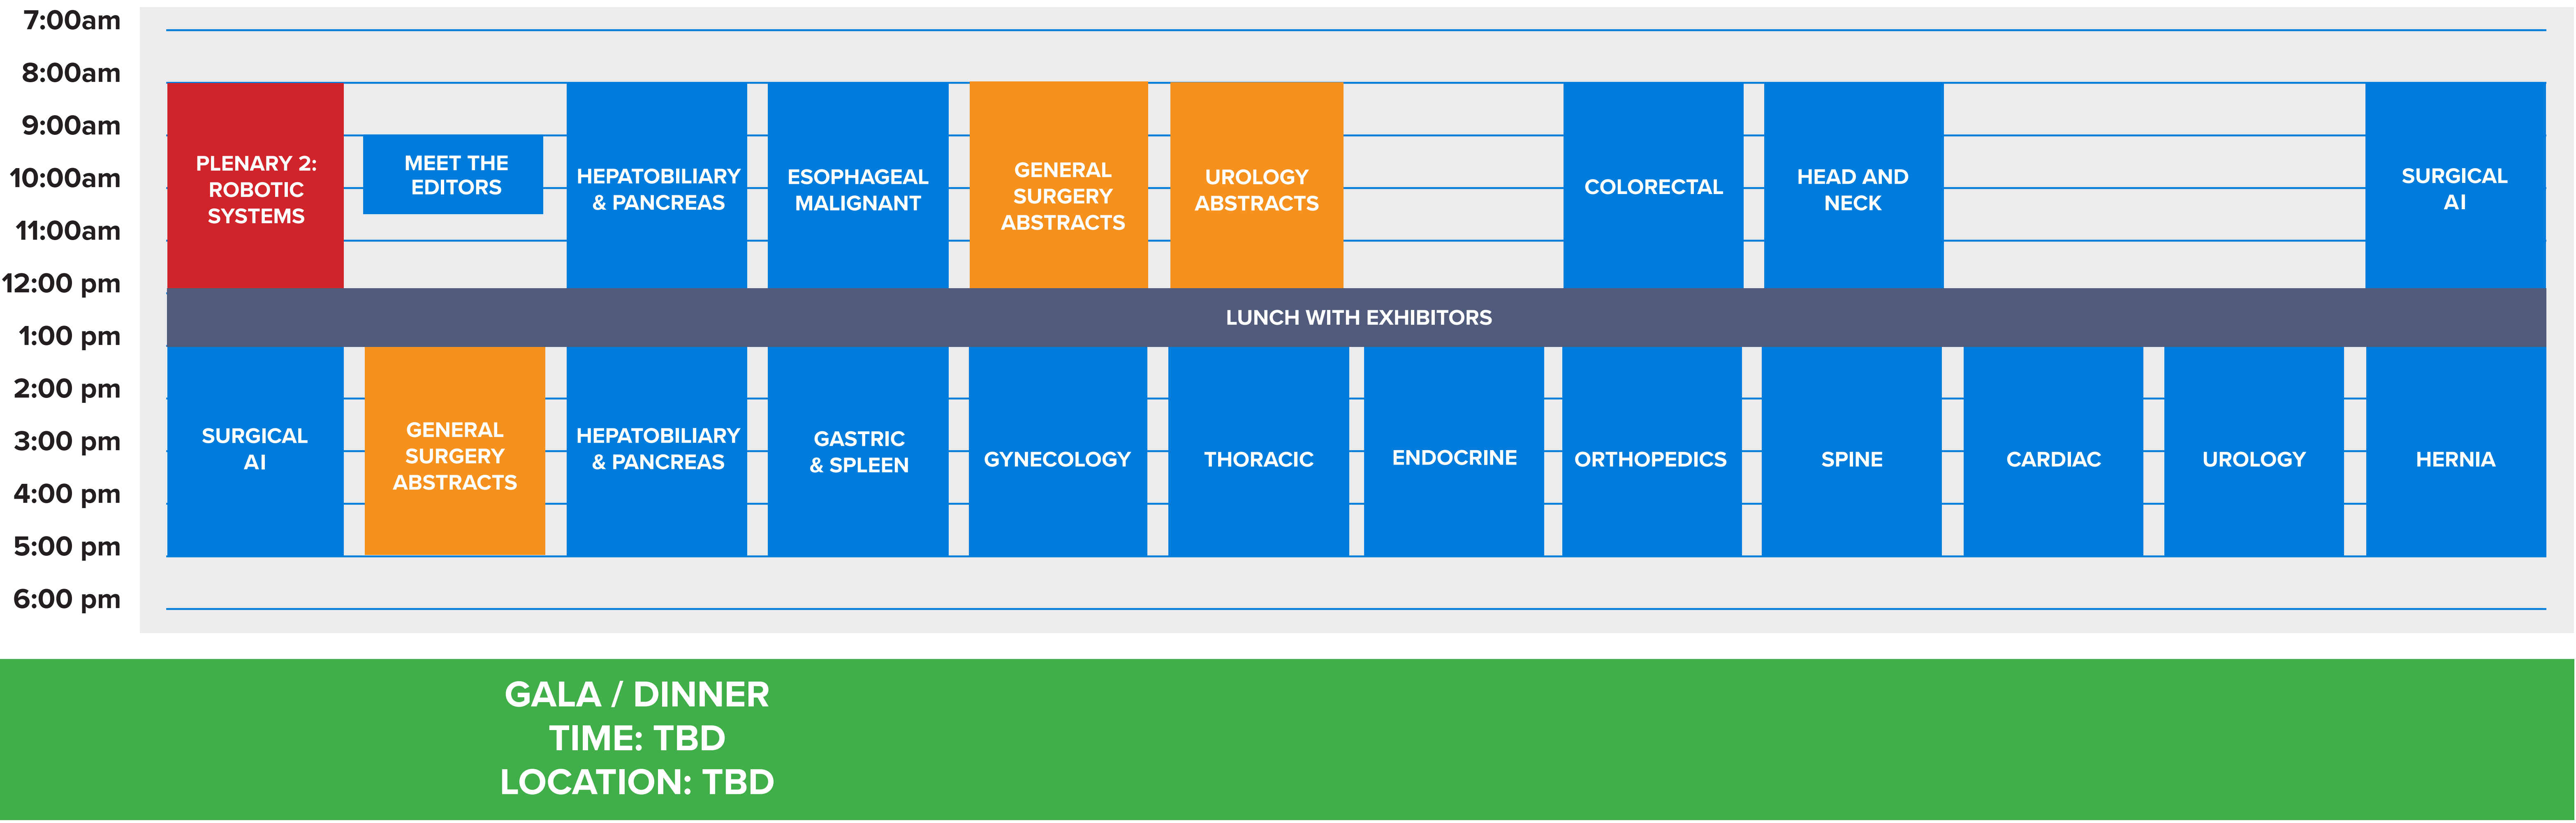 7:00am
8:00am
9:00am
10:00am
11:00am
12:00 pm
1:00 pm
2:00 pm
3:00 pm
4:00 pm
5:00 pm
6:00 pm
PLENARY 2:
ROBOTIC
SYSTEMS
MEET THE
EDITORS
HEPATOBILIARY
& PANCREAS
ESOPHAGEAL
MALIGNANT
GENERAL
SURGERY
ABSTRACTS
UROLOGY
ABSTRACTS
COLORECTAL
HEAD AND
NECK
SURGICAL
AI
LUNCH WITH EXHIBITORS
SURGICAL
AI
GENERAL
SURGERY
ABSTRACTS
HEPATOBILIARY
& PANCREAS
GASTRIC
& SPLEEN
GYNECOLOGY
THORACIC
ENDOCRINE
ORTHOPEDICS
SPINE
CARDIAC
UROLOGY
HERNIA
GALA / DINNER
TIME: TBD
LOCATION: TBD